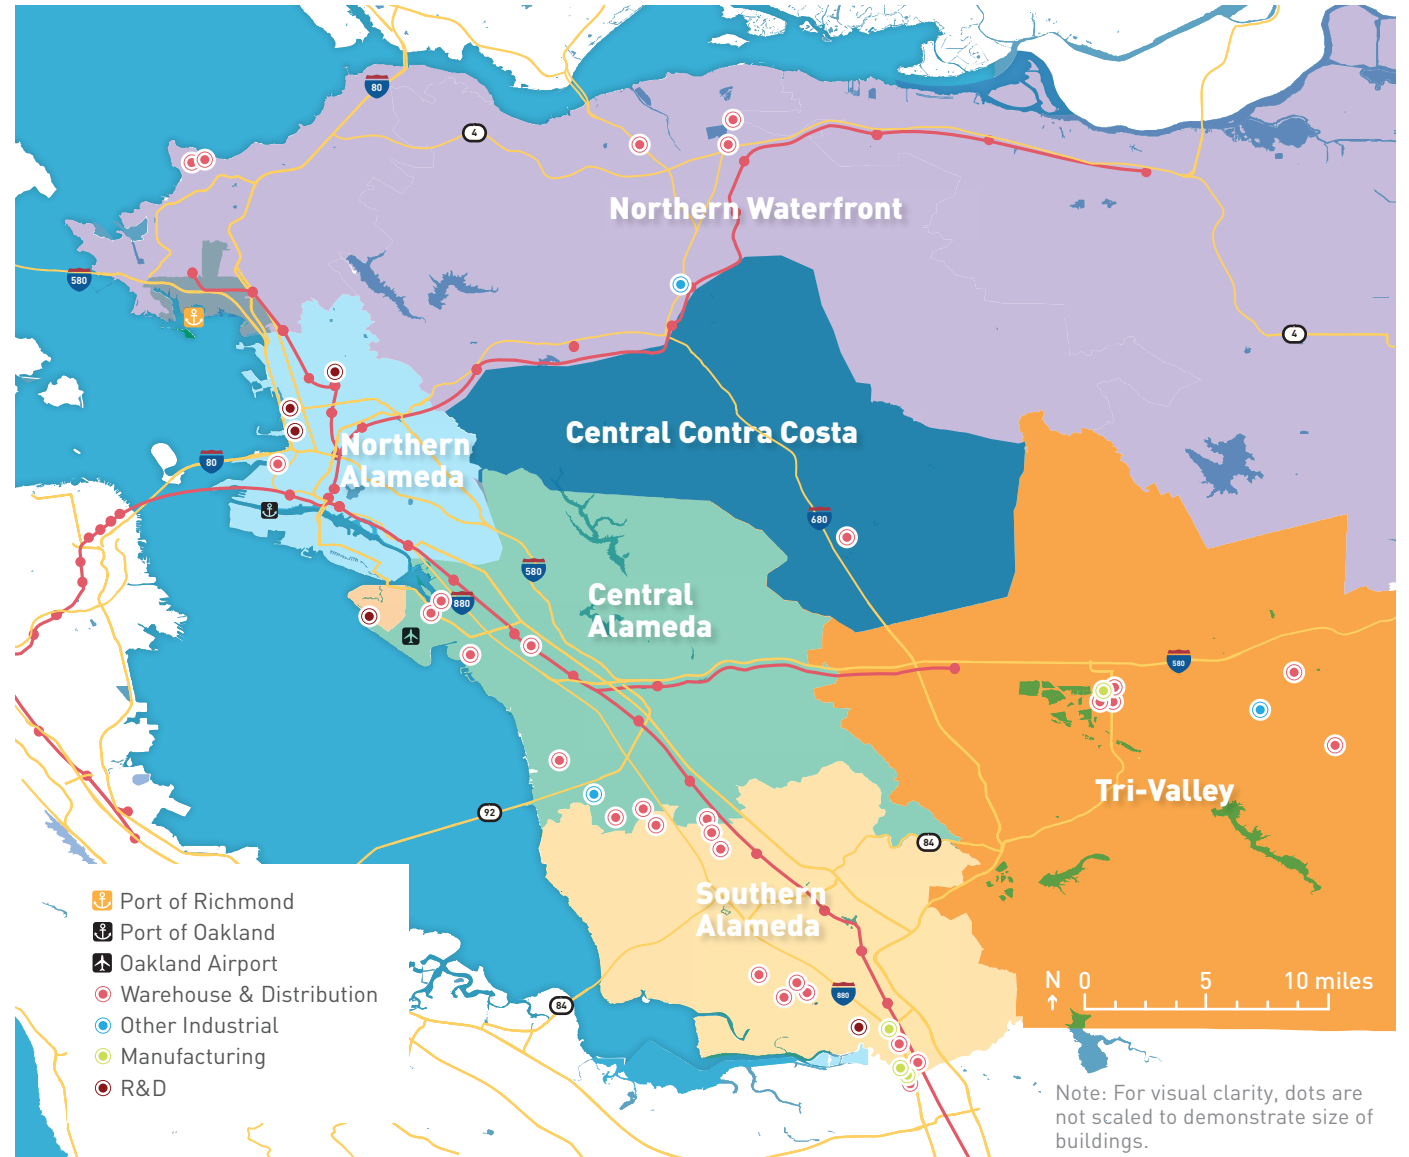 80
4
Northern Waterfront
580
4
Central Contra Costa
Northern
Alameda
80
680
580
Central
Alameda
880
580
Tri-Valley
92
84
Southern
Alameda
N 0 5 10 miles
880
84
Port of Richmond
Port of Oakland
Oakland Airport
Warehouse & Distribution
Other Industrial
Manufacturing
R&D
Note: For visual clarity, dots are
not scaled to demonstrate size of
buildings.